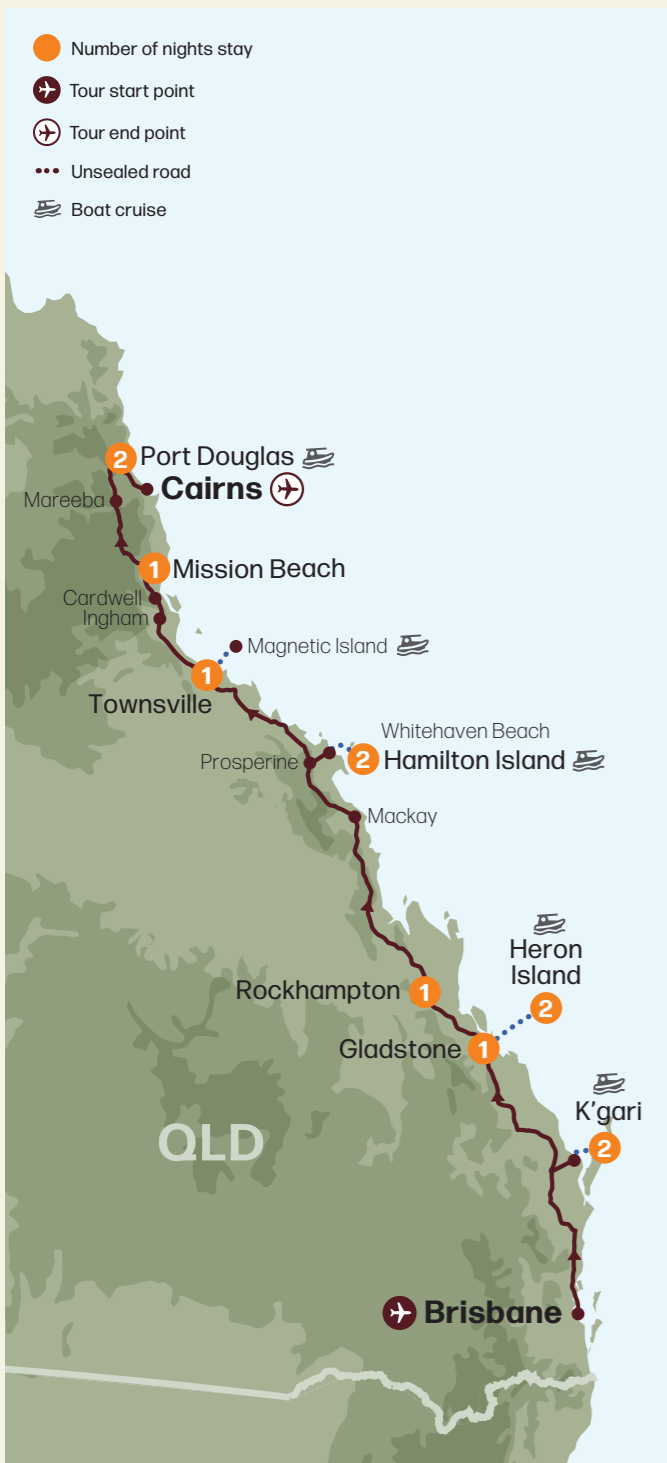 Number of nights stay
Tour start point
Tour end point
Unsealed road
Boat cruise
2
Port Douglas
Cairns
Mareeba
1
Mission Beach
Cardwell
Ingham
Magnetic Island
1
Townsville
Whitehaven Beach
Prosperine
2
Hamilton Island
Mackay
Heron
Island
Rockhampton
1
2
Gladstone
1
K'gari
QLD
2
Brisbane